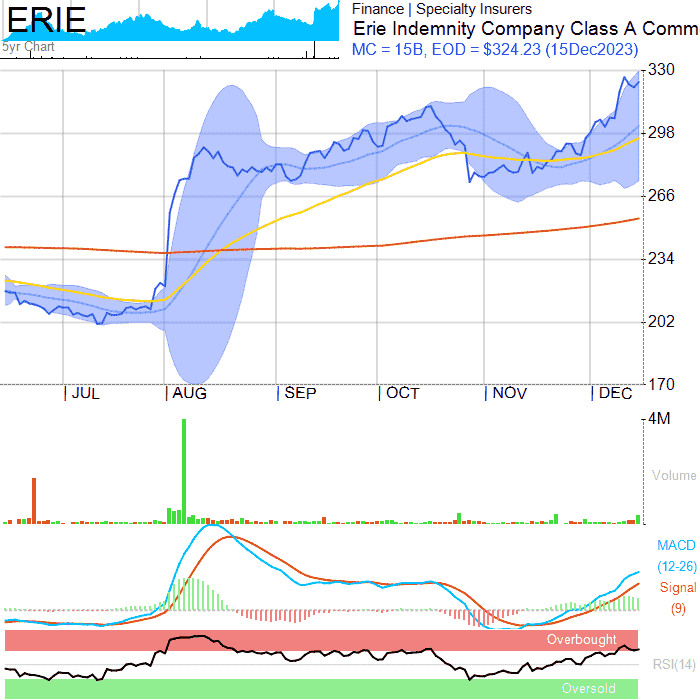 ERIE
5yr Chart
Finance | Specialty Insurers
Erie Indemnity Company Class A Comm
MC = 15B, EOD = $324.23 (15Dec2023)
330
298
266
234
202
170
JUL
AUG
SEP
OCT
NOV
DEC
4M
Volume
MACD
(12-26)
Signal
(9)
Overbought
RSI(14)
Oversold